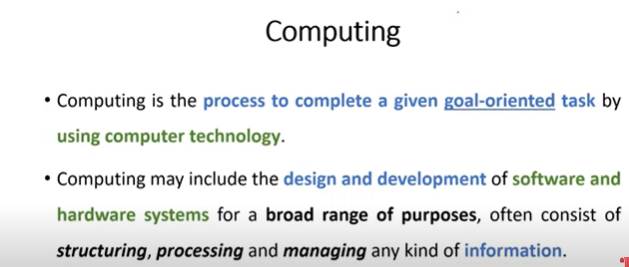 Computing
• Computing is the process to complete a given goal-oriented task by
using computer technology.
• Computing may include the design and development of software and
hardware systems for a broad range of purposes, often consist of
structuring, processing and managing any kind of information.